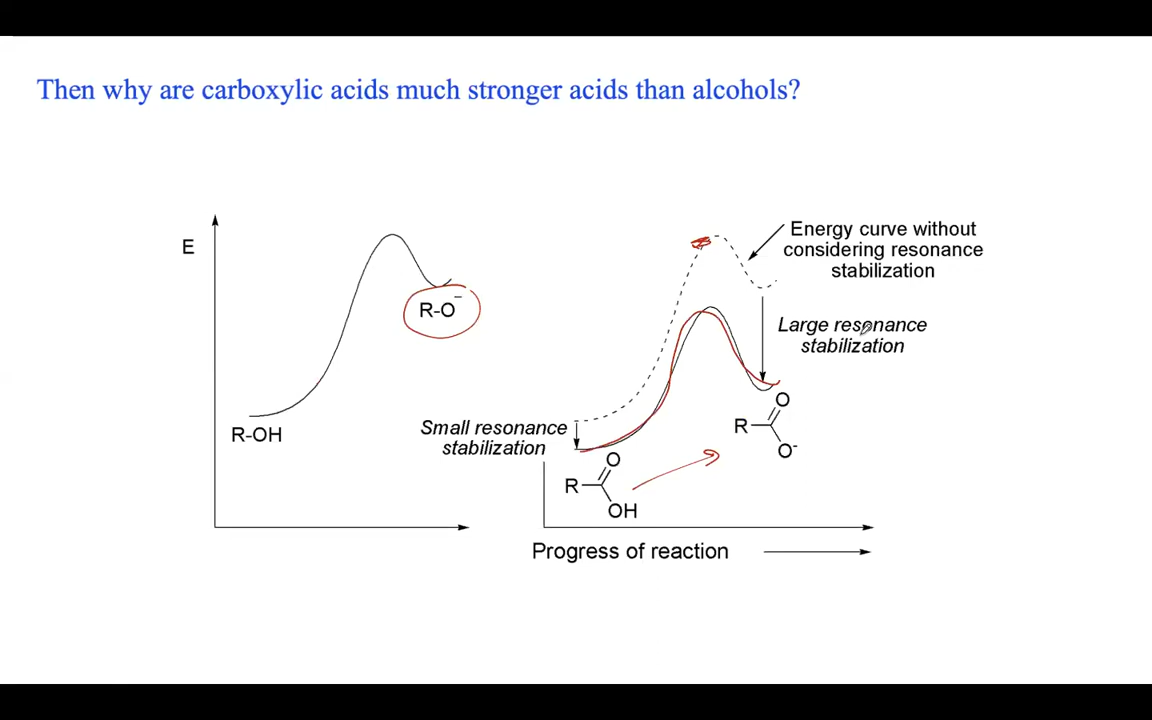 Then why are carboxylic acids much stronger acids than alcohols?
E
R-O⁻
R-OH
Energy curve without
considering resonance
stabilization
Large resonance
stabilization
Small resonance
stabilization
O
R
OH
O
R
O⁻
Progress of reaction